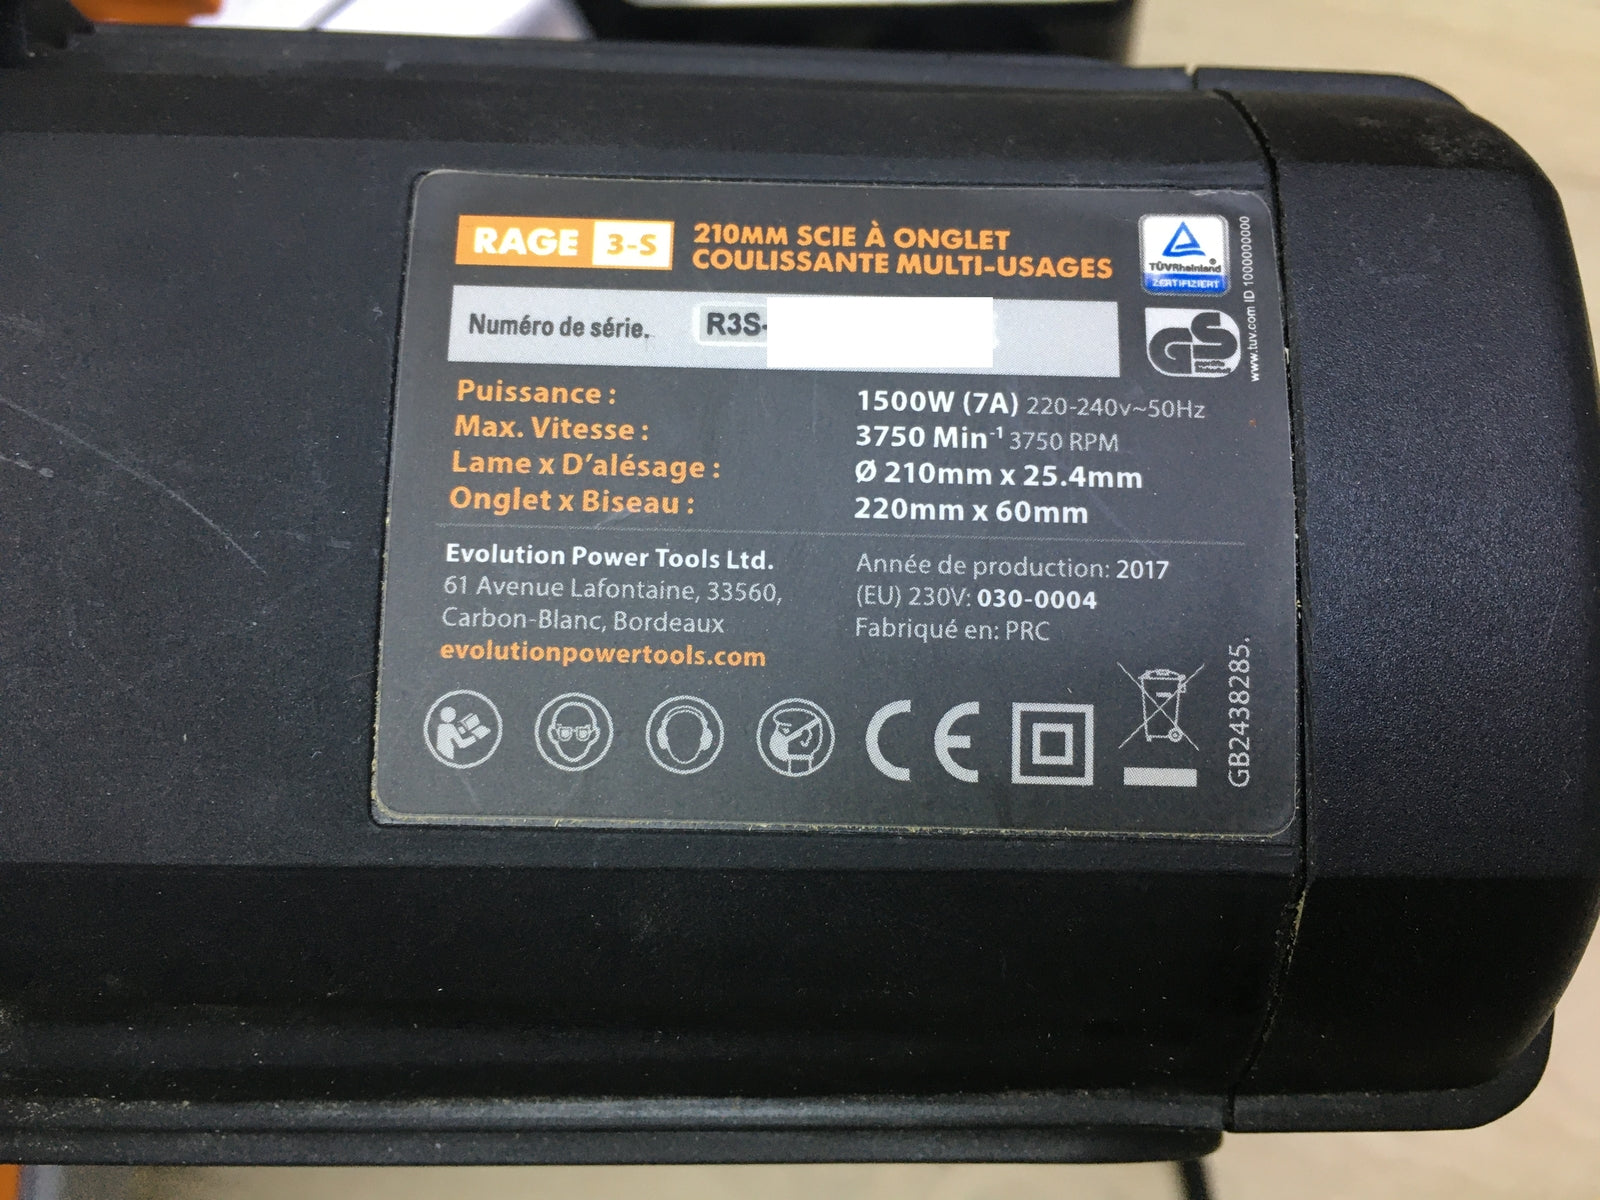 RAGE 3-S
210MM SCIE À ONGLET
COULISSANTE MULTI-USAGES
TÜVRheinland
ZERTIFIZIERT
www.tuv.com ID 1000000000
GS
Numéro de série. R3S-
Puissance : 1500W (7A) 220-240v~50Hz
Max. Vitesse : 3750 Min⁻¹ 3750 RPM
Lame x D'alésage : Ø 210mm x 25.4mm
Onglet x Biseau : 220mm x 60mm
Evolution Power Tools Ltd.
61 Avenue Lafontaine, 33560,
Carbon-Blanc, Bordeaux
evolutionpowertools.com
Année de production: 2017
(EU) 230V: 030-0004
Fabriqué en: PRC
CE
GB2438285.